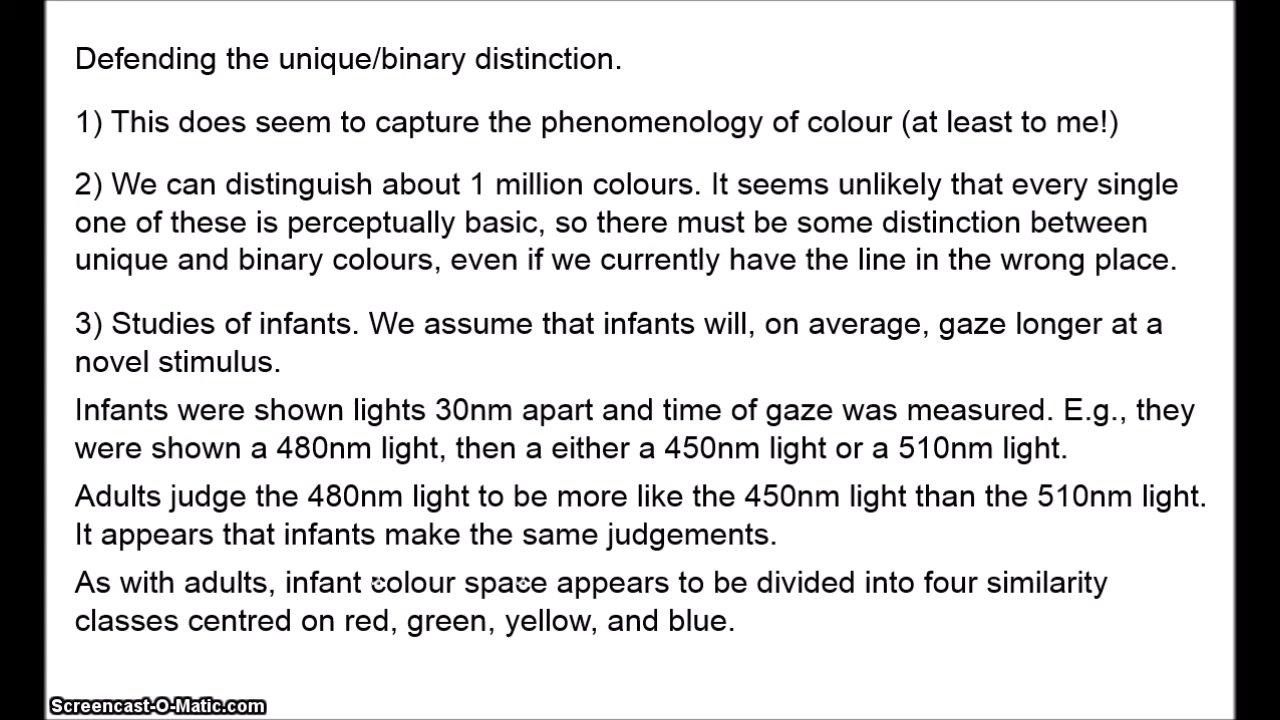 Defending the unique/binary distinction.
1) This does seem to capture the phenomenology of colour (at least to me!)
2) We can distinguish about 1 million colours. It seems unlikely that every single
one of these is perceptually basic, so there must be some distinction between
unique and binary colours, even if we currently have the line in the wrong place.
3) Studies of infants. We assume that infants will, on average, gaze longer at a
novel stimulus.
Infants were shown lights 30nm apart and time of gaze was measured. E.g., they
were shown a 480nm light, then a either a 450nm light or a 510nm light.
Adults judge the 480nm light to be more like the 450nm light than the 510nm light.
It appears that infants make the same judgements.
As with adults, infant colour space appears to be divided into four similarity
classes centred on red, green, yellow, and blue.
Screencast-O-Matic.com